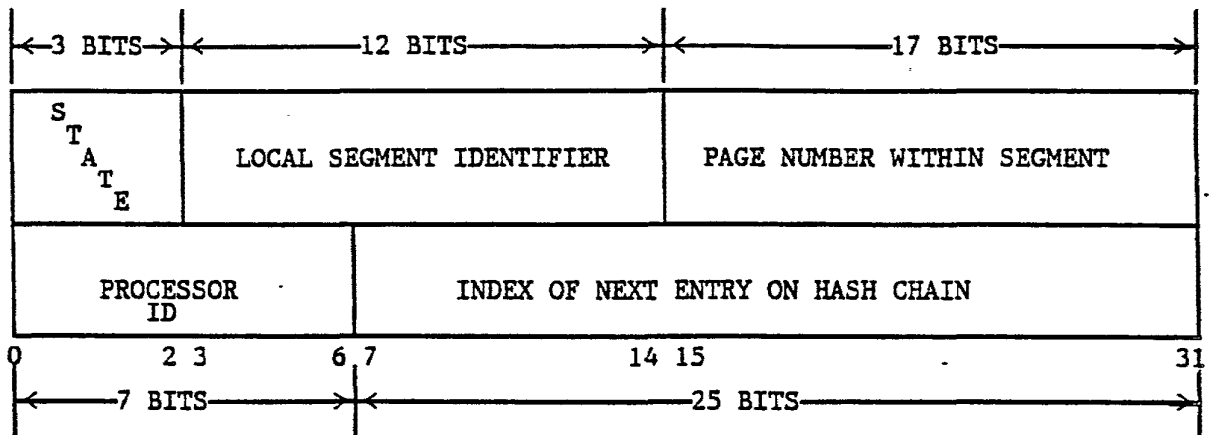 3 BITS 12 BITS 17 BITS
STATE LOCAL SEGMENT IDENTIFIER PAGE NUMBER WITHIN SEGMENT
PROCESSOR ID INDEX OF NEXT ENTRY ON HASH CHAIN
0 2 3 6 7 14 15 31
7 BITS 25 BITS